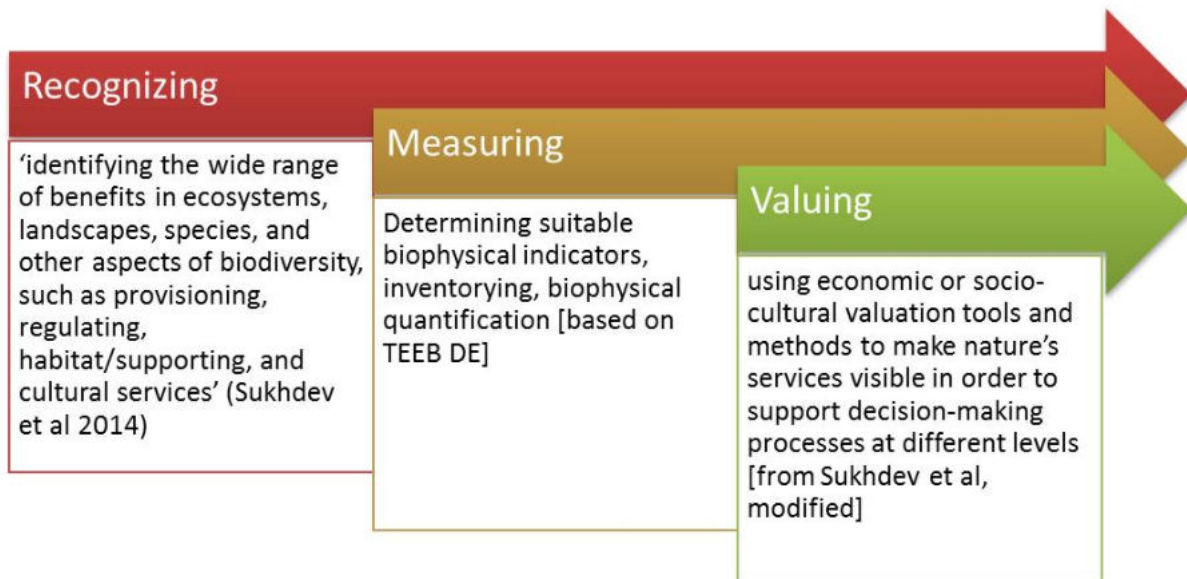 Recognizing
‘identifying the wide range
of benefits in ecosystems,
landscapes, species, and
other aspects of biodiversity,
such as provisioning,
regulating,
habitat/supporting, and
cultural services’ (Sukhdev
et al 2014)
Measuring
Determining suitable
biophysical indicators,
inventorying, biophysical
quantification [based on
TEEB DE]
Valuing
using economic or socio-
cultural valuation tools and
methods to make nature’s
services visible in order to
support decision-making
processes at different levels
[from Sukhdev et al,
modified]